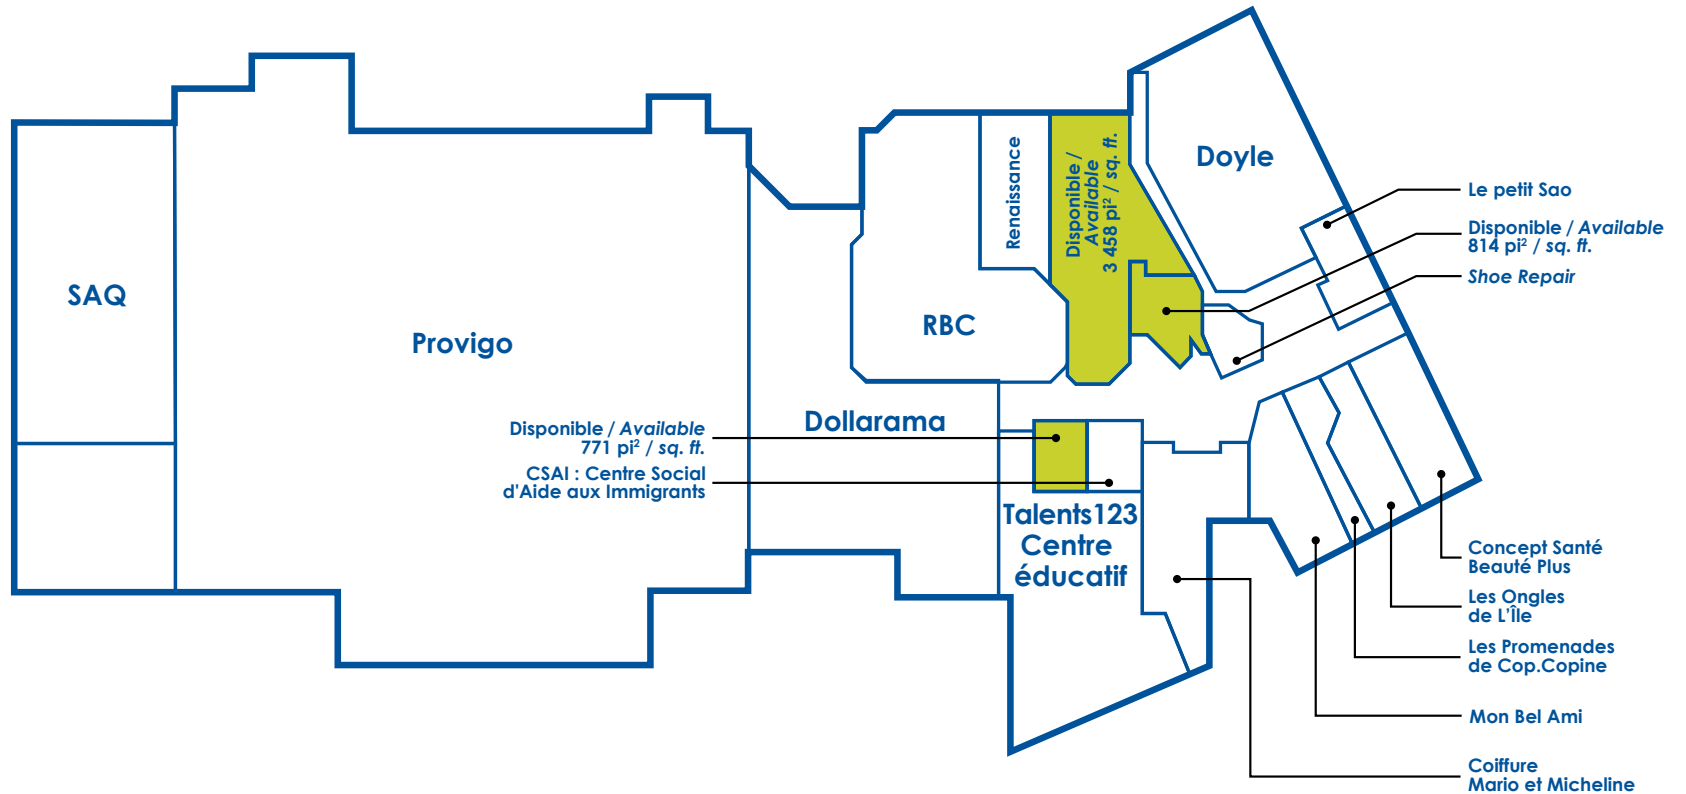 SAQ
Provigo
Disponible / Available
771 pi² / sq. ft.
CSAI : Centre Social
d'Aide aux Immigrants
Dollarama
RBC
Renaissance
Disponible /
Available
3 458 pi² / sq. ft.
Talents123
Centre
éducatif
Doyle
Le petit Sao
Disponible / Available
814 pi² / sq. ft.
Shoe Repair
Concept Santé
Beauté Plus
Les Ongles
de L'Île
Les Promenades
de Cop.Copine
Mon Bel Ami
Coiffure
Mario et Micheline